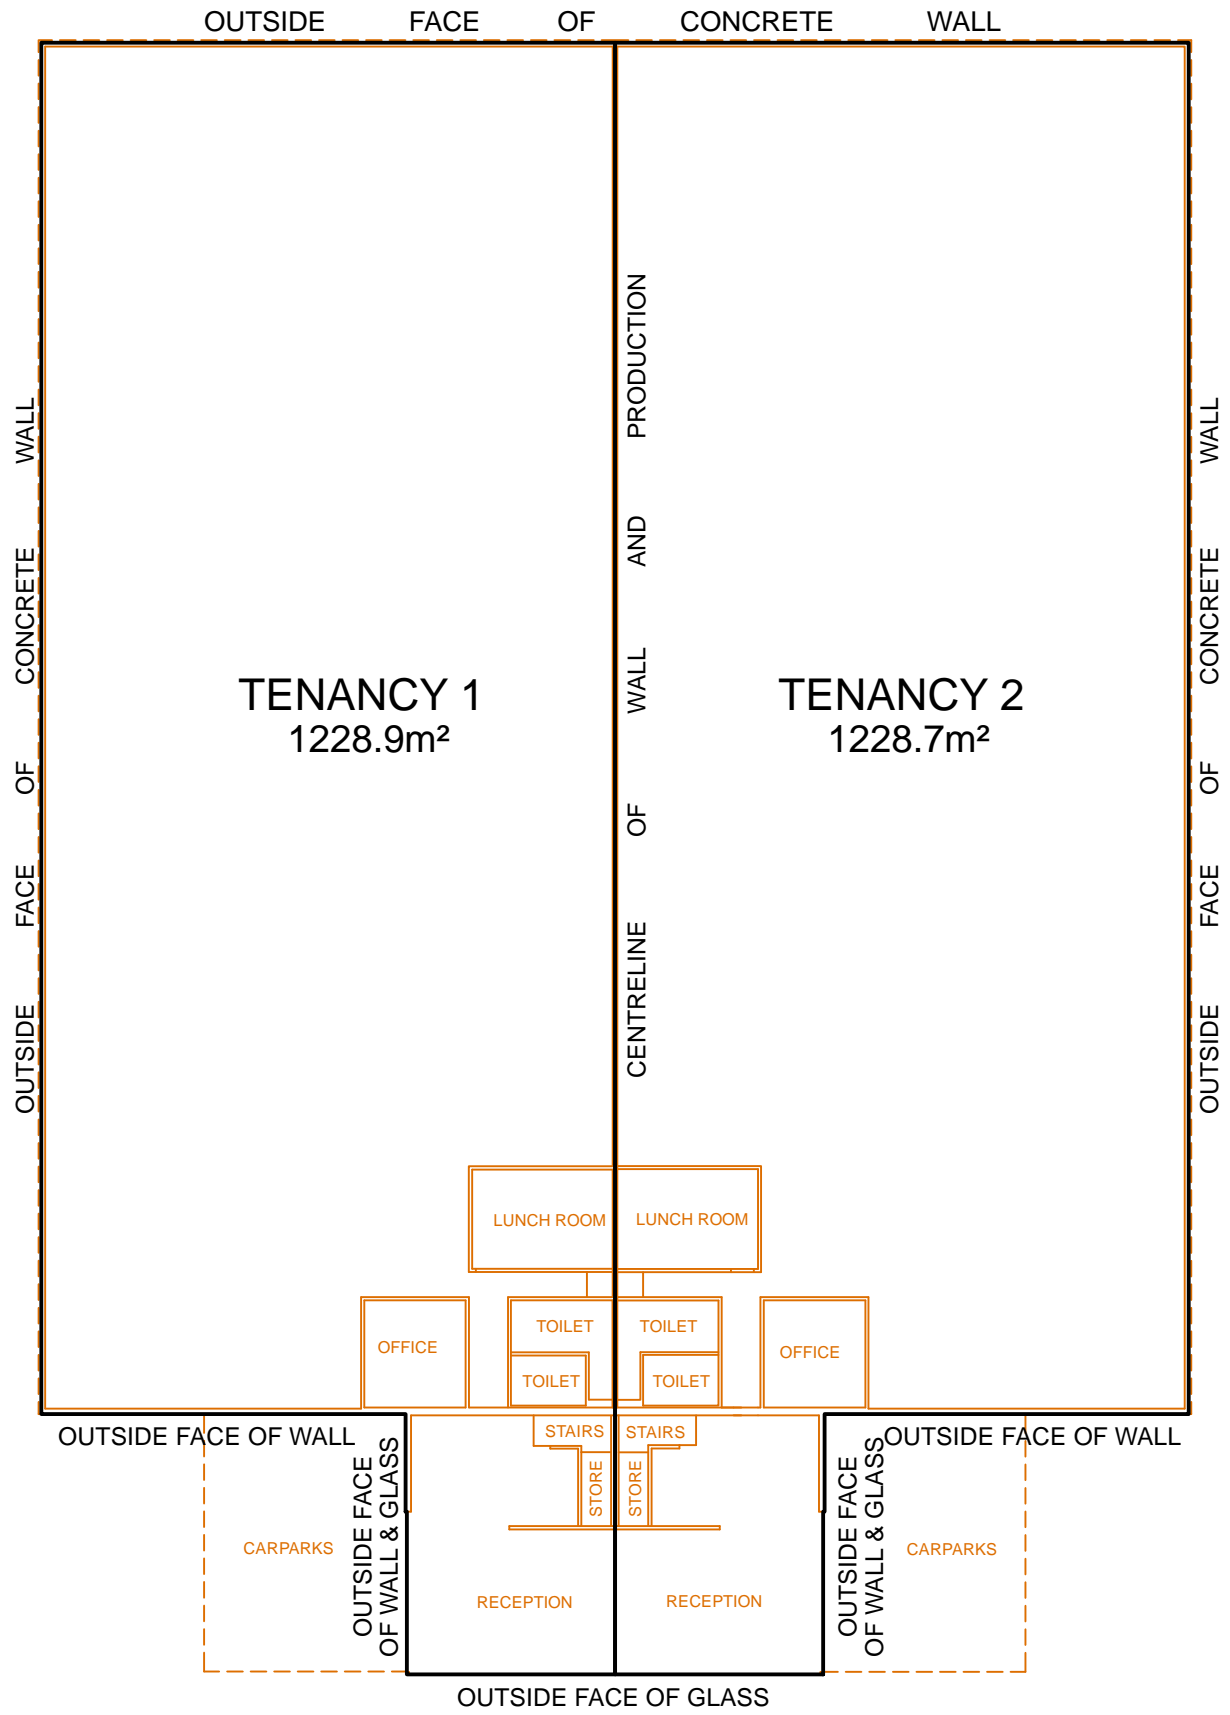 OUTSIDE FACE OF CONCRETE WALL
OUTSIDE FACE OF CONCRETE WALL
TENANCY 1
1228.9m²
CENTRELINE OF WALL AND PRODUCTION
TENANCY 2
1228.7m²
OUTSIDE FACE OF CONCRETE WALL
LUNCH ROOM
LUNCH ROOM
OFFICE
TOILET
TOILET
OFFICE
TOILET
TOILET
OUTSIDE FACE OF WALL
STAIRS
STAIRS
OUTSIDE FACE OF WALL
STORE
STORE
CARPARKS
OUTSIDE FACE
OF WALL & GLASS
OUTSIDE FACE
OF WALL & GLASS
CARPARKS
RECEPTION
RECEPTION
OUTSIDE FACE OF GLASS